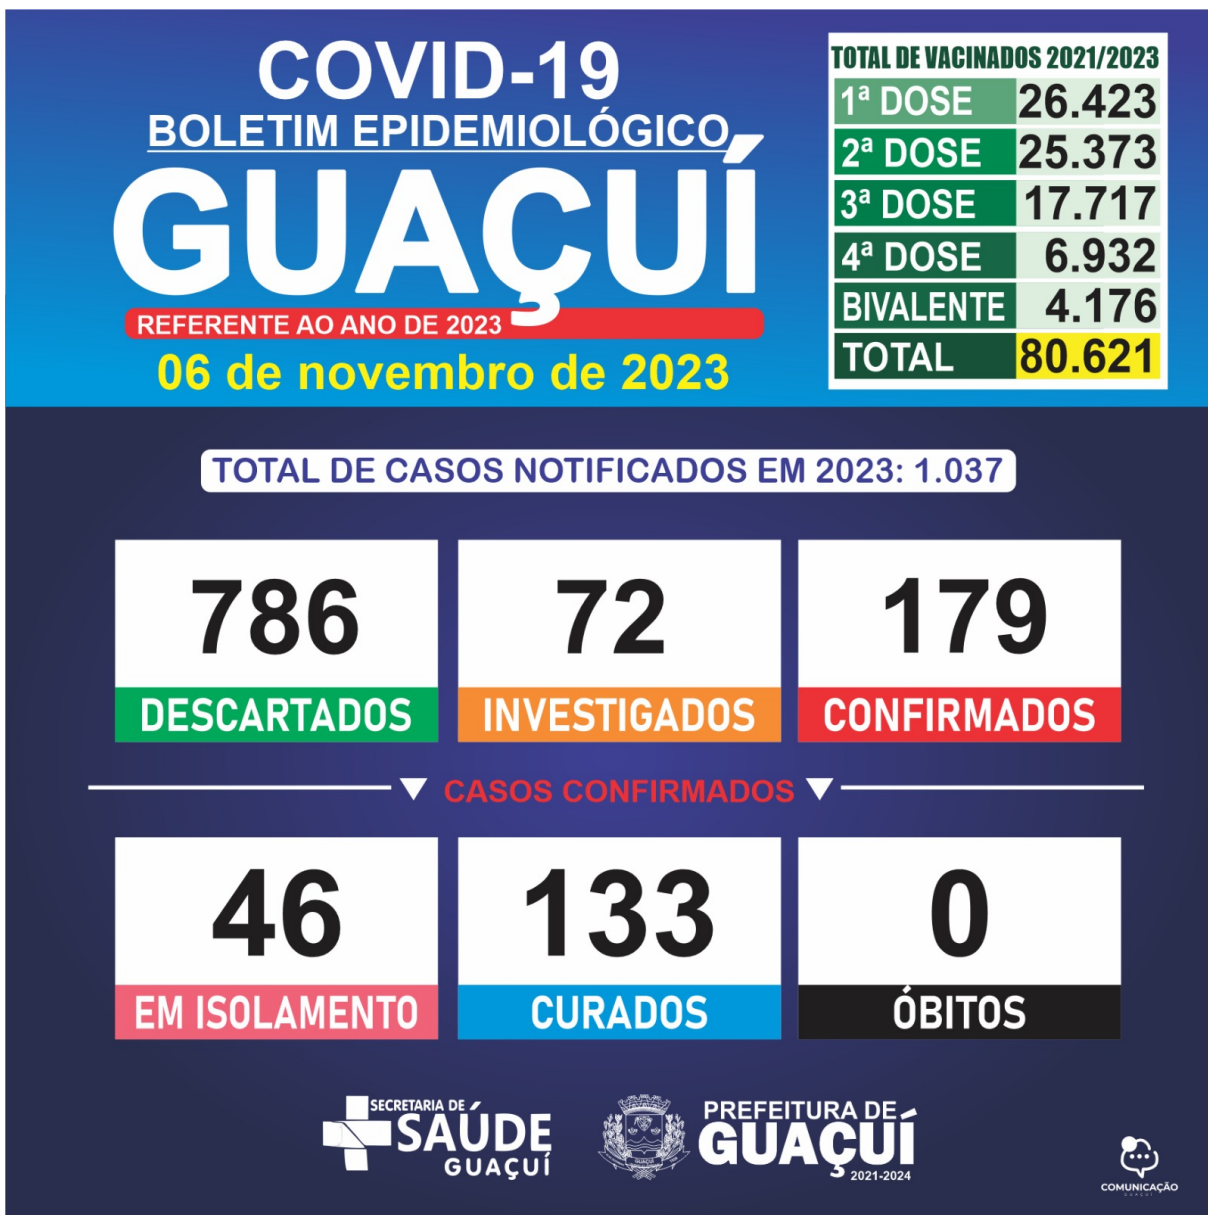 COVID-19
BOLETIM EPIDEMIOLÓGICO
GUAÇUÍ
REFERENTE AO ANO DE 2023
06 de novembro de 2023
TOTAL DE VACINADOS 2021/2023
1ª DOSE 26.423
2ª DOSE 25.373
3ª DOSE 17.717
4ª DOSE 6.932
BIVALENTE 4.176
TOTAL 80.621
TOTAL DE CASOS NOTIFICADOS EM 2023: 1.037
786 72 179
DESCARTADOS INVESTIGADOS CONFIRMADOS
CASOS CONFIRMADOS
46 133 0
EM ISOLAMENTO CURADOS ÓBITOS
SECRETARIA DE
SAÚDE
GUAÇUÍ
PREFEITURA DE
GUAÇUÍ
2021-2024
COMUNICAÇÃO
GUAÇUÍ